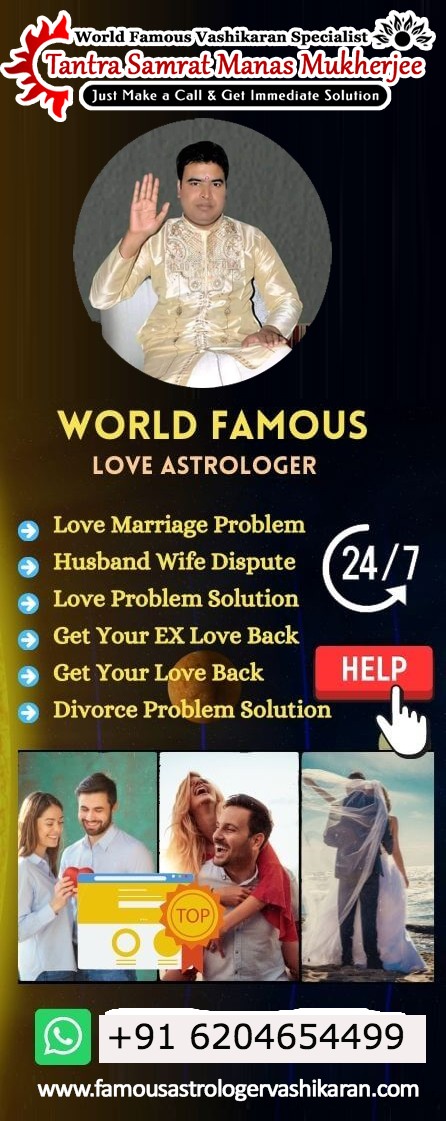 World Famous Vashikaran Specialist
Tantra Samrat Manas Mukherjee
Just Make a Call & Get Immediate Solution
WORLD FAMOUS
LOVE ASTROLOGER
Love Marriage Problem
Husband Wife Dispute
24/7
Love Problem Solution
Get Your EX Love Back
Get Your Love Back
HELP
Divorce Problem Solution
TOP
+91 6204654499
www.famousastrologervashikaran.com